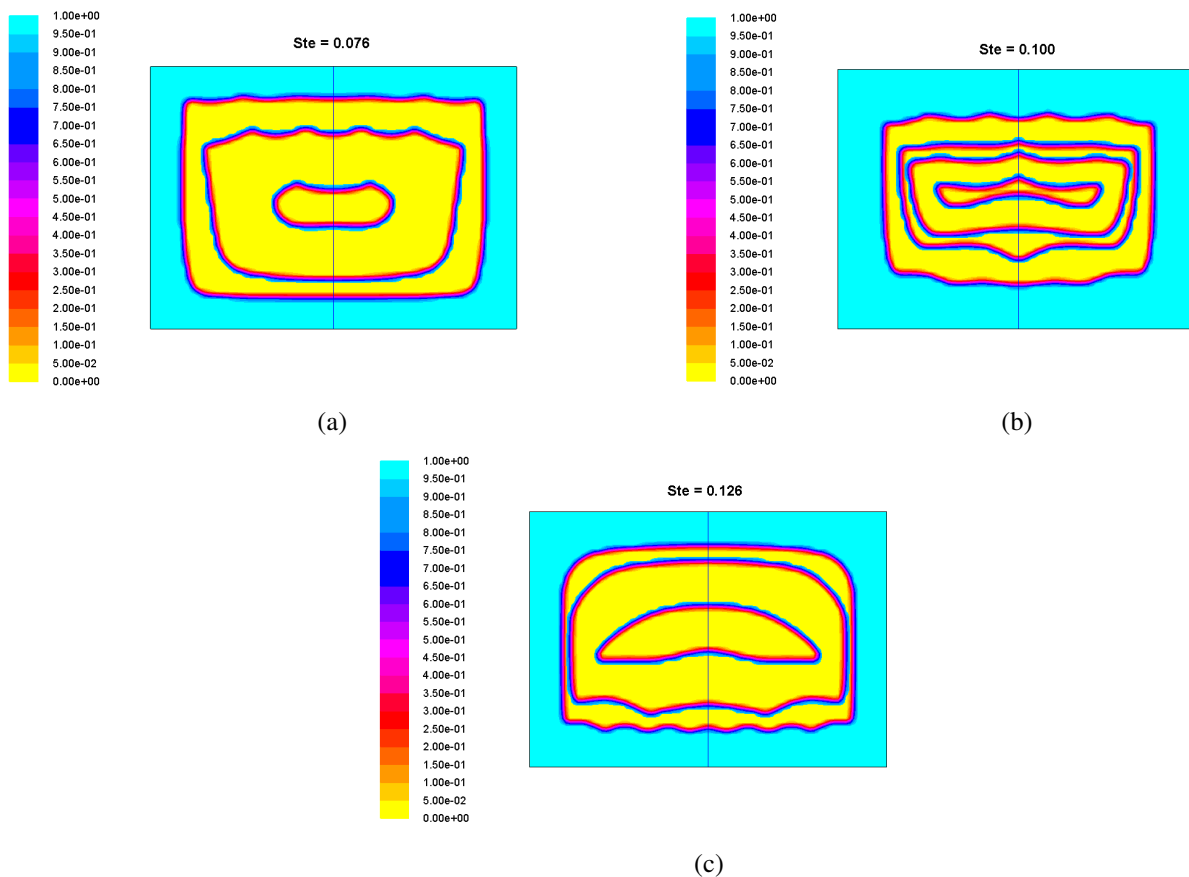 1.00e+00
9.50e-01
9.00e-01
8.50e-01
8.00e-01
7.50e-01
7.00e-01
6.50e-01
6.00e-01
5.50e-01
5.00e-01
4.50e-01
4.00e-01
3.50e-01
3.00e-01
2.50e-01
2.00e-01
1.50e-01
1.00e-01
5.00e-02
0.00e+00
Ste = 0.076
(a)
1.00e+00
9.50e-01
9.00e-01
8.50e-01
8.00e-01
7.50e-01
7.00e-01
6.50e-01
6.00e-01
5.50e-01
5.00e-01
4.50e-01
4.00e-01
3.50e-01
3.00e-01
2.50e-01
2.00e-01
1.50e-01
1.00e-01
5.00e-02
0.00e+00
Ste = 0.100
(b)
1.00e+00
9.50e-01
9.00e-01
8.50e-01
8.00e-01
7.50e-01
7.00e-01
6.50e-01
6.00e-01
5.50e-01
5.00e-01
4.50e-01
4.00e-01
3.50e-01
3.00e-01
2.50e-01
2.00e-01
1.50e-01
1.00e-01
5.00e-02
0.00e+00
Ste = 0.126
(c)